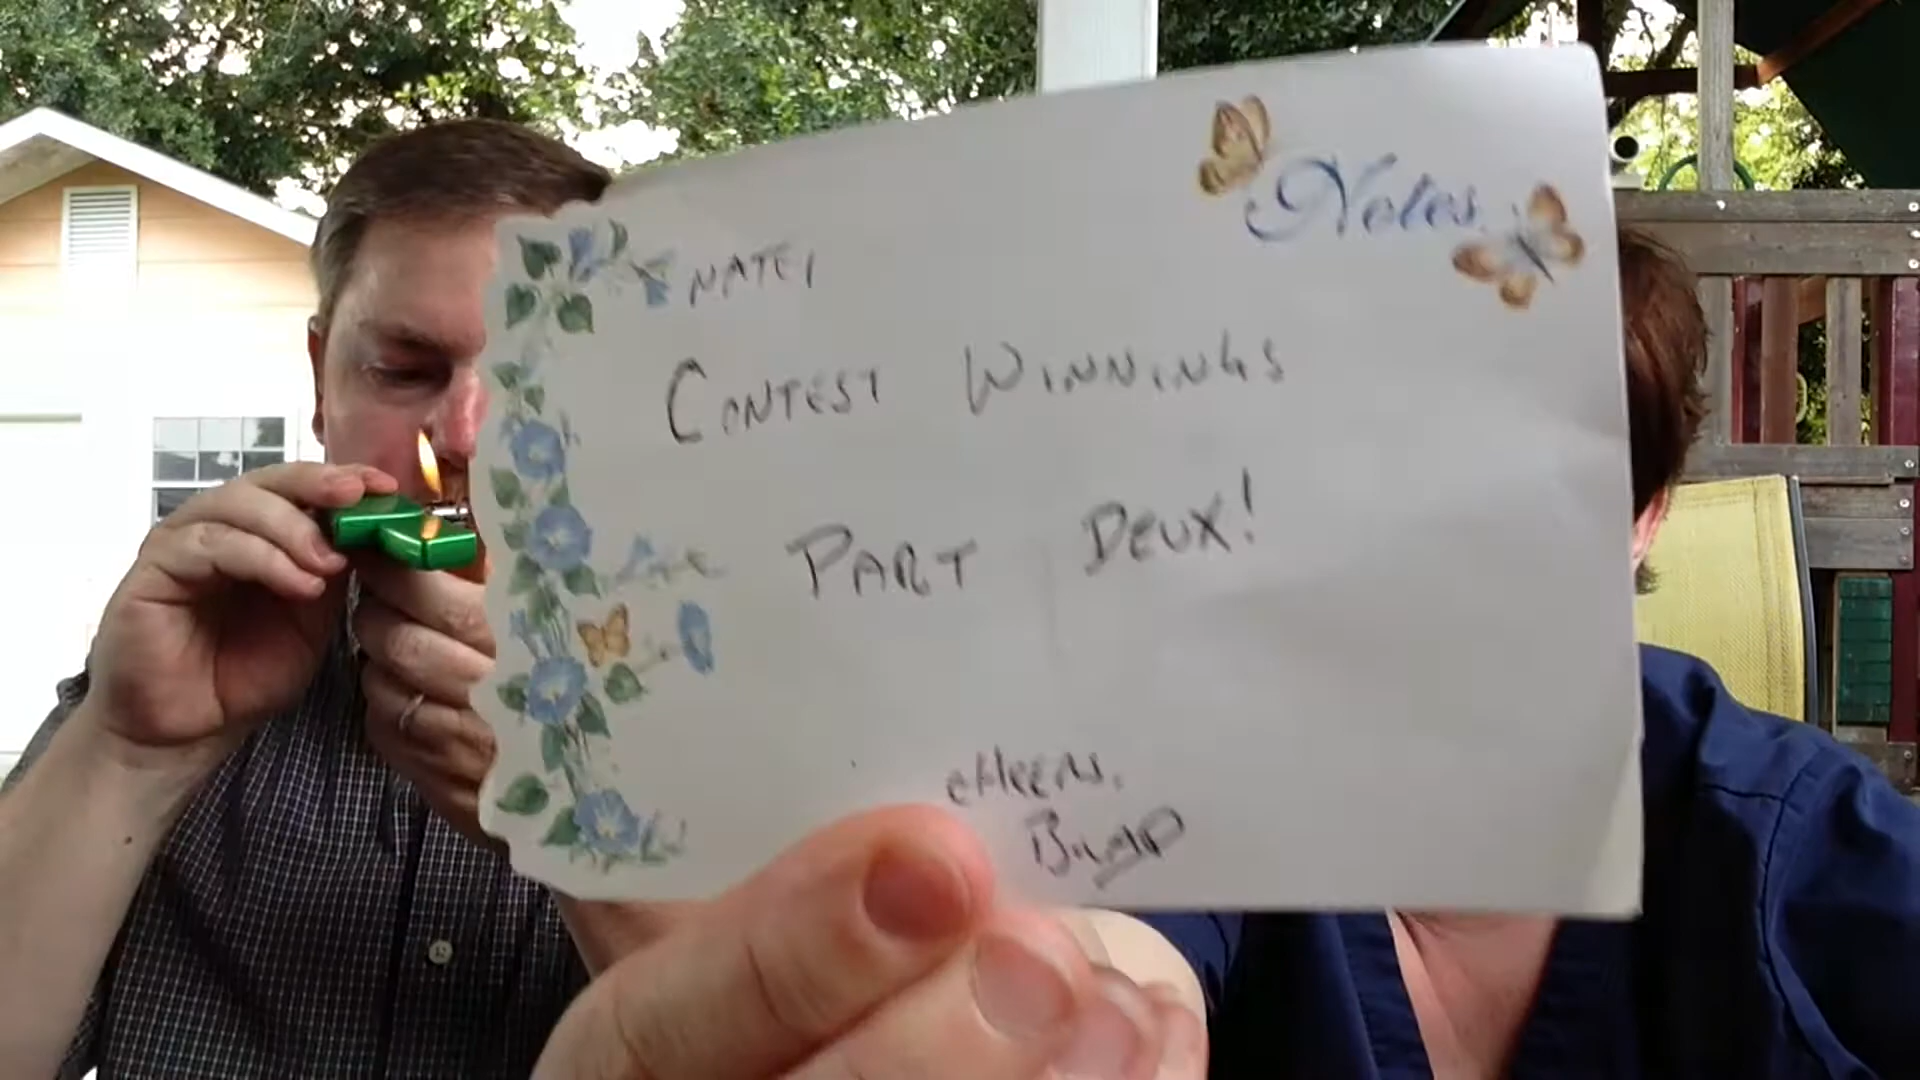 Notes
NATE,
CONTEST WINNINGS
PART DEUX!
CHEERS,